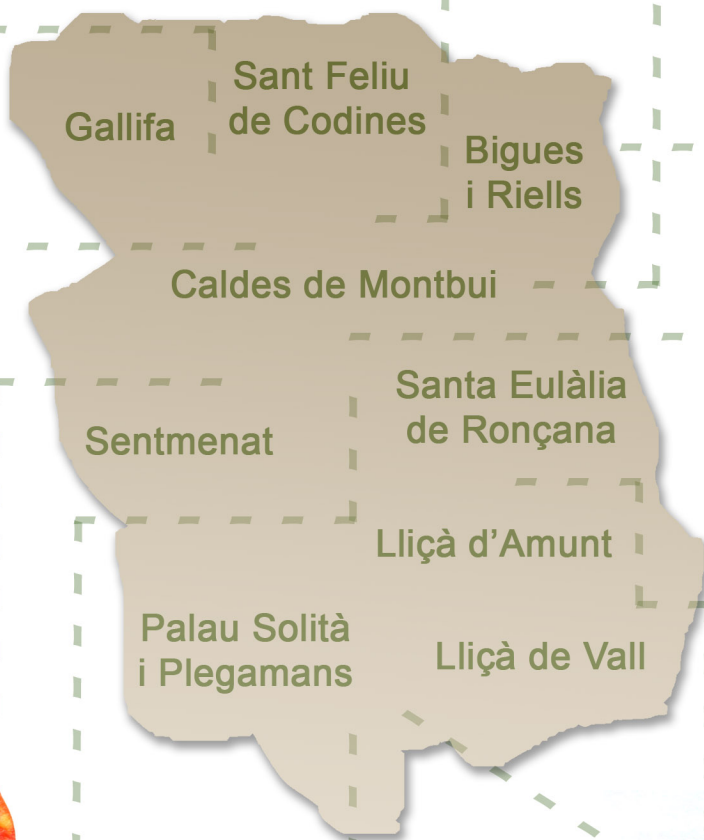 Gallifa
Sant Feliu
de Codines
Bigues
i Riells
Caldes de Montbui
Santa Eulàlia
de Ronçana
Sentmenat
Lliçà d’Amunt
Palau Solità
i Plegamans
Lliçà de Vall